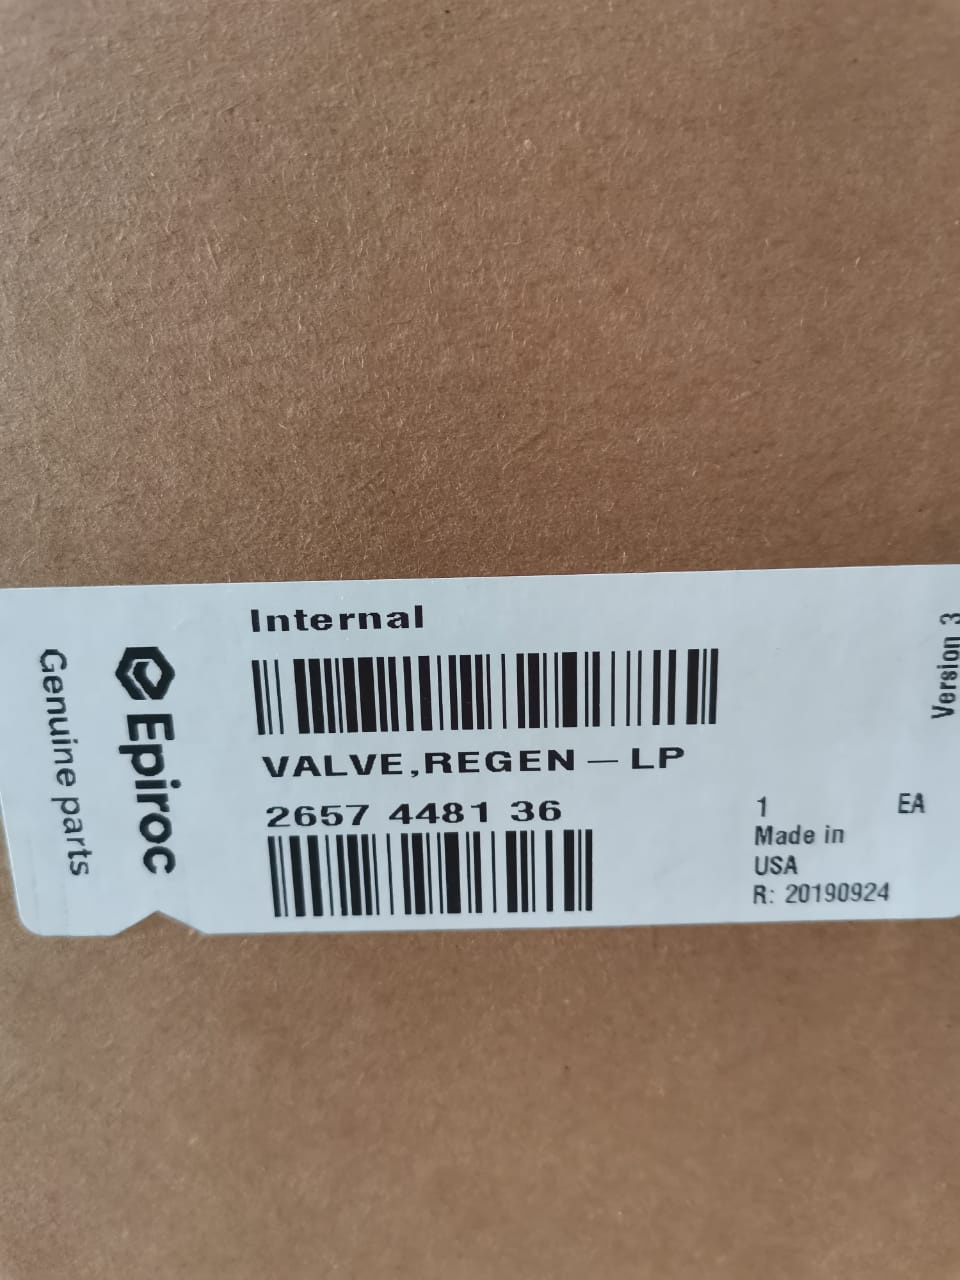 Internal
VALVE,REGEN – LP
2657 4481 36
1 EA
Made in
USA
R: 20190924
Version 3
Epiroc
Genuine parts